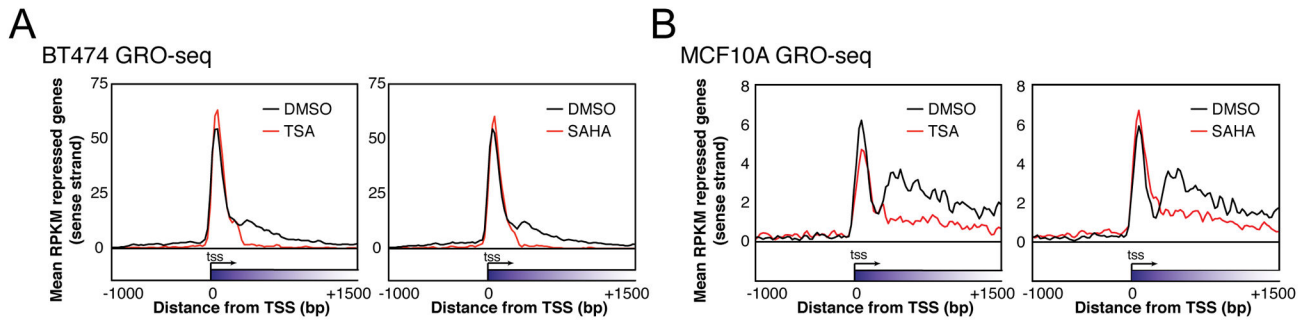 A
BT474 GRO-seq
Mean RPKM repressed genes
(sense strand)
75
50
25
0
DMSO
TSA
tss
-1000
0
+1500
Distance from TSS (bp)
75
50
25
0
DMSO
SAHA
tss
-1000
0
+1500
Distance from TSS (bp)
B
MCF10A GRO-seq
Mean RPKM repressed genes
(sense strand)
8
6
4
2
0
DMSO
TSA
tss
-1000
0
+1500
Distance from TSS (bp)
8
6
4
2
0
DMSO
SAHA
tss
-1000
0
+1500
Distance from TSS (bp)